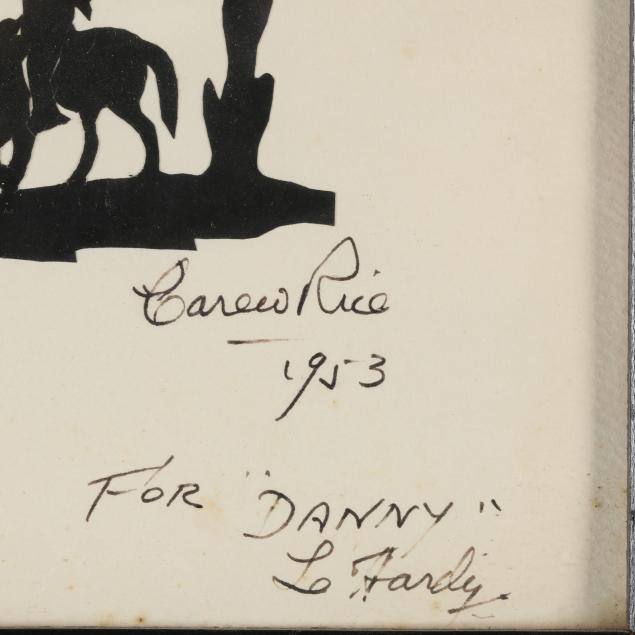 Carew Rice
1953
FOR "DANNY"
Le Hardy.